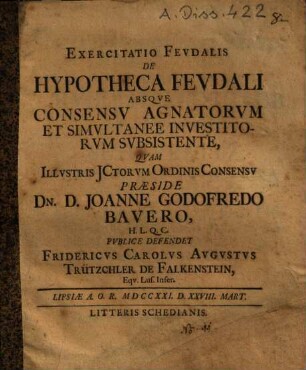 A. Diss. 422
82
EXERCITATIO FEVDALIS
DE
HYPOTHECA FEVDALI
ABSQVE
CONSENSV AGNATORVM
ET SIMVLTANEE INVESTITO-
RVM SVBSISTENTE,
QVAM
ILLVSTRIS JCTORVM ORDINIS CONSENSV
PRÆSIDE
DN. D. JOANNE GODOFREDO
BAVERO,
H. L. Q. C.
PVBLICE DEFENDET
FRIDERICVS CAROLVS AVGVSTVS
TRÜTZCHLER DE FALKENSTEIN,
Eqv. Lus. Infer.
LIPSIÆ A. O. R. MDCCXXI. D. XXVIII. MART.
LITTERIS SCHEDIANIS.